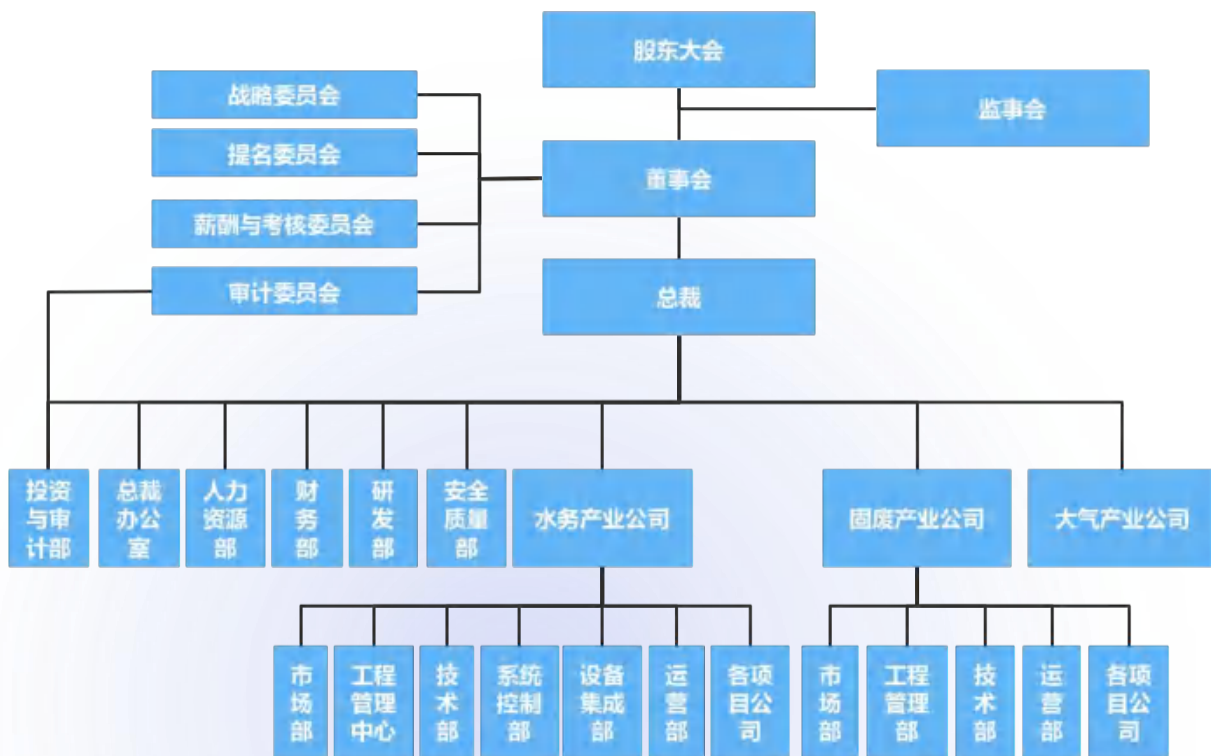 股东大会
监事会
战略委员会
提名委员会
董事会
薪酬与考核委员会
审计委员会
总裁
投资
与审
计部
总裁
办公
室
人力
资源
部
财
务
部
研
发
部
安全
质量
部
水务产业公司
固废产业公司
大气产业公司
市
场
部
工程
管理
中心
技
术
部
系统
控制
部
设备
集成
部
运
营
部
各项
目公
司
市
场
部
工程
管理
部
技
术
部
运
营
部
各项
目公
司